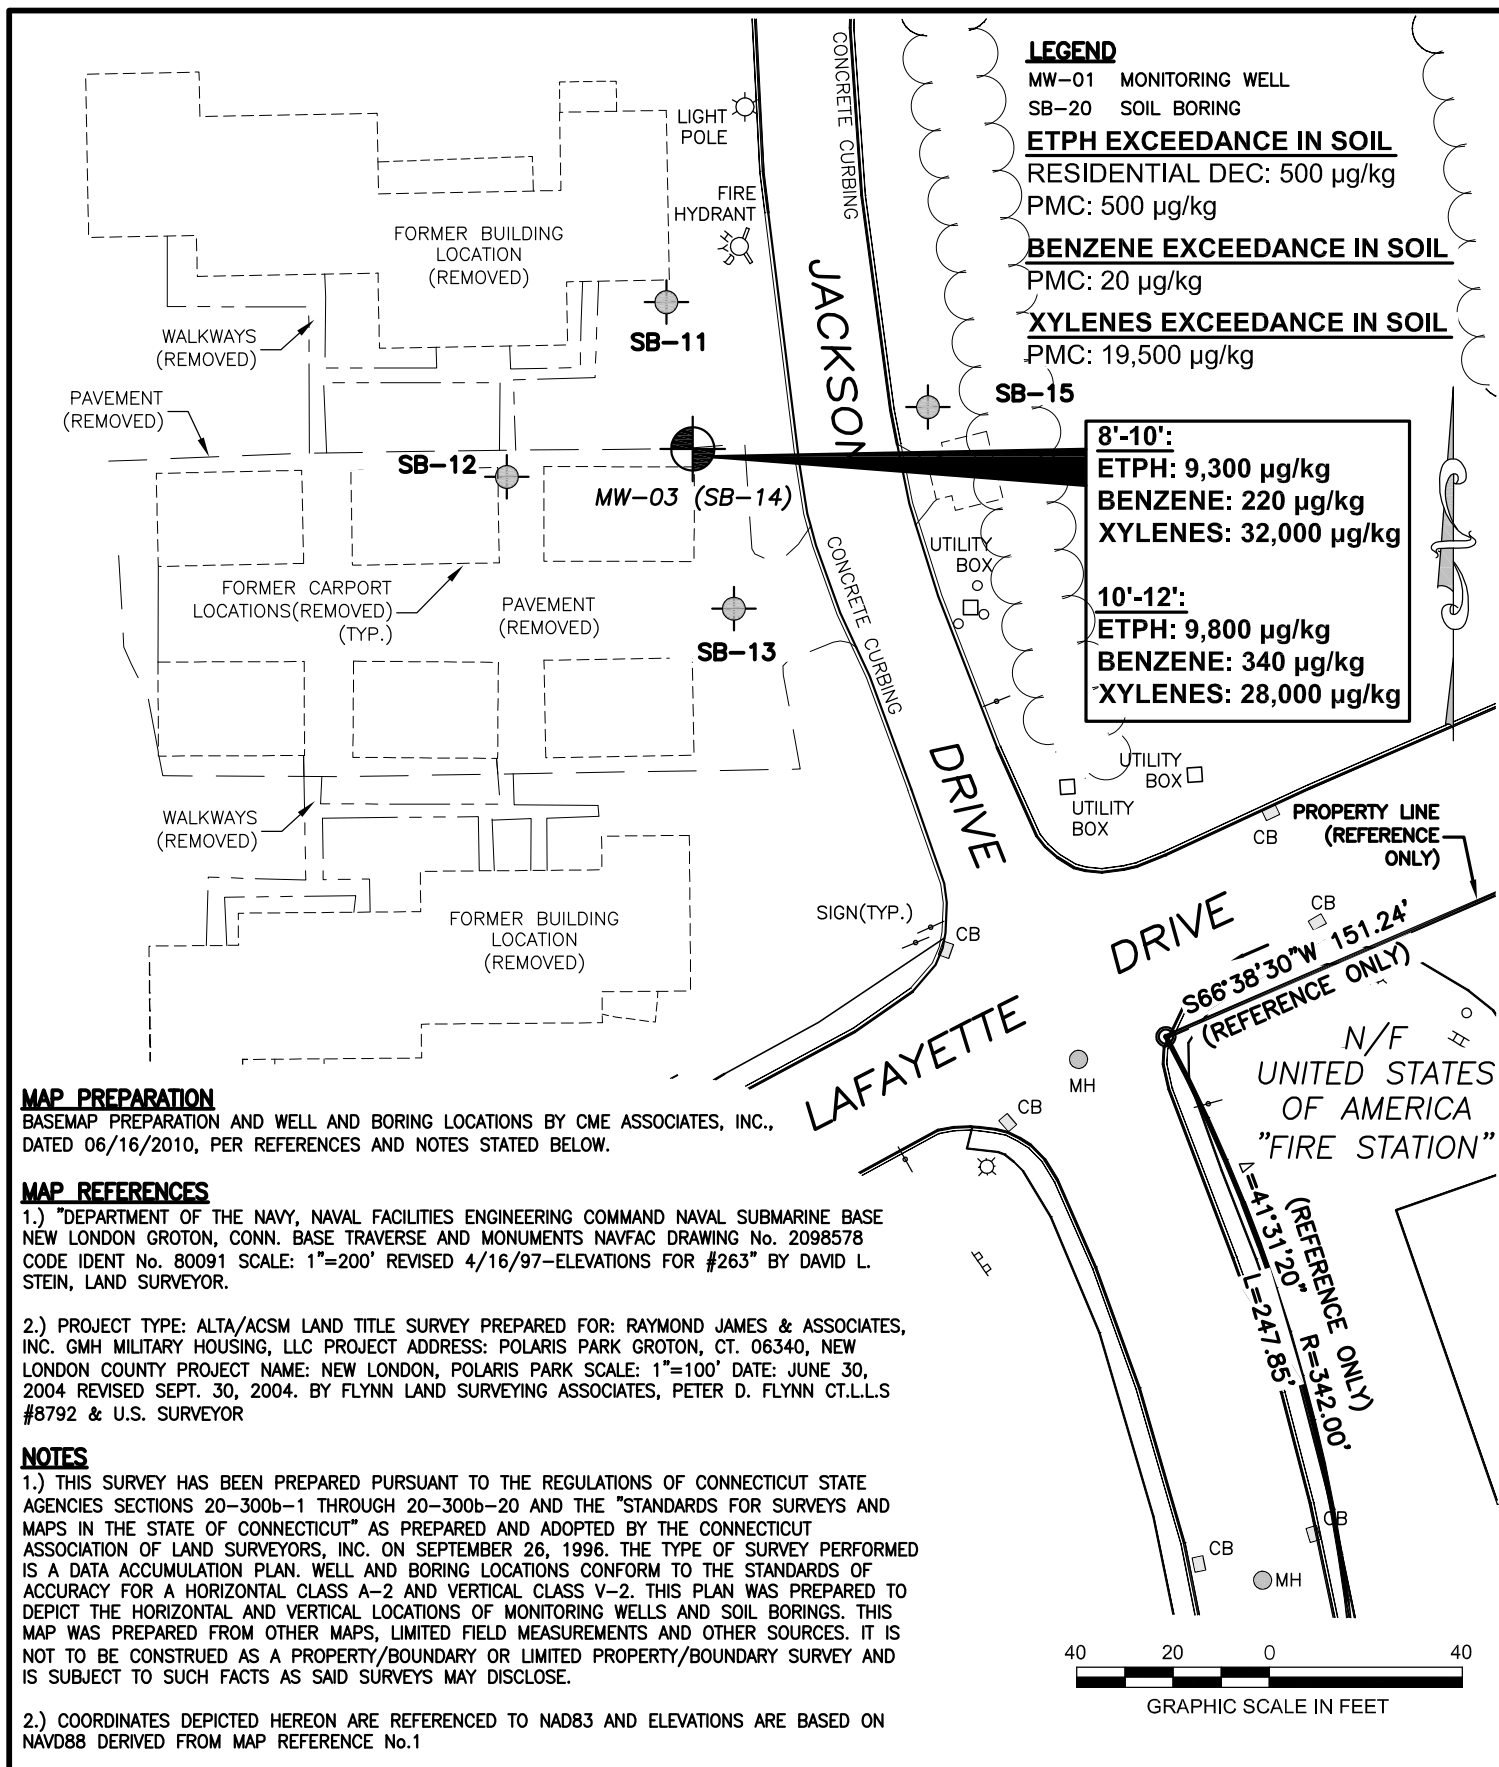 LEGEND
MW-01 MONITORING WELL
SB-20 SOIL BORING
ETPH EXCEEDANCE IN SOIL
RESIDENTIAL DEC: 500 µg/kg
PMC: 500 µg/kg
BENZENE EXCEEDANCE IN SOIL
PMC: 20 µg/kg
XYLENES EXCEEDANCE IN SOIL
PMC: 19,500 µg/kg
CONCRETE CURBING
LIGHT
POLE
FIRE
HYDRANT
HYD
FORMER BUILDING
LOCATION
(REMOVED)
WALKWAYS
(REMOVED)
SB-11
JACKSON
SB-15
PAVEMENT
(REMOVED)
SB-12
MW-03 (SB-14)
8'-10':
ETPH: 9,300 µg/kg
BENZENE: 220 µg/kg
XYLENES: 32,000 µg/kg
10'-12':
ETPH: 9,800 µg/kg
BENZENE: 340 µg/kg
XYLENES: 28,000 µg/kg
UTILITY
BOX
CONCRETE CURBING
FORMER CARPORT
LOCATIONS(REMOVED)
(TYP.)
PAVEMENT
(REMOVED)
SB-13
DRIVE
UTILITY
BOX
UTILITY
BOX
WALKWAYS
(REMOVED)
CB
PROPERTY LINE
(REFERENCE
ONLY)
FORMER BUILDING
LOCATION
(REMOVED)
SIGN(TYP.)
CB
CB
LAFAYETTE DRIVE
S66°38'30"W 151.24'
(REFERENCE ONLY)
N/F
UNITED STATES
OF AMERICA
"FIRE STATION"
H
MH
CB
Δ=41°31'20" R=342.00'
L=247.85'
(REFERENCE ONLY)
CB
CB
MH
MAP PREPARATION
BASEMAP PREPARATION AND WELL AND BORING LOCATIONS BY CME ASSOCIATES, INC.,
DATED 06/16/2010, PER REFERENCES AND NOTES STATED BELOW.
MAP REFERENCES
1.) "DEPARTMENT OF THE NAVY, NAVAL FACILITIES ENGINEERING COMMAND NAVAL SUBMARINE BASE
NEW LONDON GROTON, CONN. BASE TRAVERSE AND MONUMENTS NAVFAC DRAWING No. 2098578
CODE IDENT No. 80091 SCALE: 1"=200' REVISED 4/16/97-ELEVATIONS FOR #263" BY DAVID L.
STEIN, LAND SURVEYOR.
2.) PROJECT TYPE: ALTA/ACSM LAND TITLE SURVEY PREPARED FOR: RAYMOND JAMES & ASSOCIATES,
INC. GMH MILITARY HOUSING, LLC PROJECT ADDRESS: POLARIS PARK GROTON, CT. 06340, NEW
LONDON COUNTY PROJECT NAME: NEW LONDON, POLARIS PARK SCALE: 1"=100' DATE: JUNE 30,
2004 REVISED SEPT. 30, 2004. BY FLYNN LAND SURVEYING ASSOCIATES, PETER D. FLYNN CT.L.L.S
#8792 & U.S. SURVEYOR
NOTES
1.) THIS SURVEY HAS BEEN PREPARED PURSUANT TO THE REGULATIONS OF CONNECTICUT STATE
AGENCIES SECTIONS 20-300b-1 THROUGH 20-300b-20 AND THE "STANDARDS FOR SURVEYS AND
MAPS IN THE STATE OF CONNECTICUT" AS PREPARED AND ADOPTED BY THE CONNECTICUT
ASSOCIATION OF LAND SURVEYORS, INC. ON SEPTEMBER 26, 1996. THE TYPE OF SURVEY PERFORMED
IS A DATA ACCUMULATION PLAN. WELL AND BORING LOCATIONS CONFORM TO THE STANDARDS OF
ACCURACY FOR A HORIZONTAL CLASS A-2 AND VERTICAL CLASS V-2. THIS PLAN WAS PREPARED TO
DEPICT THE HORIZONTAL AND VERTICAL LOCATIONS OF MONITORING WELLS AND SOIL BORINGS. THIS
MAP WAS PREPARED FROM OTHER MAPS, LIMITED FIELD MEASUREMENTS AND OTHER SOURCES. IT IS
NOT TO BE CONSTRUED AS A PROPERTY/BOUNDARY OR LIMITED PROPERTY/BOUNDARY SURVEY AND
IS SUBJECT TO SUCH FACTS AS SAID SURVEYS MAY DISCLOSE.
2.) COORDINATES DEPICTED HEREON ARE REFERENCED TO NAD83 AND ELEVATIONS ARE BASED ON
NAVD88 DERIVED FROM MAP REFERENCE No.1
40 20 0 40
GRAPHIC SCALE IN FEET